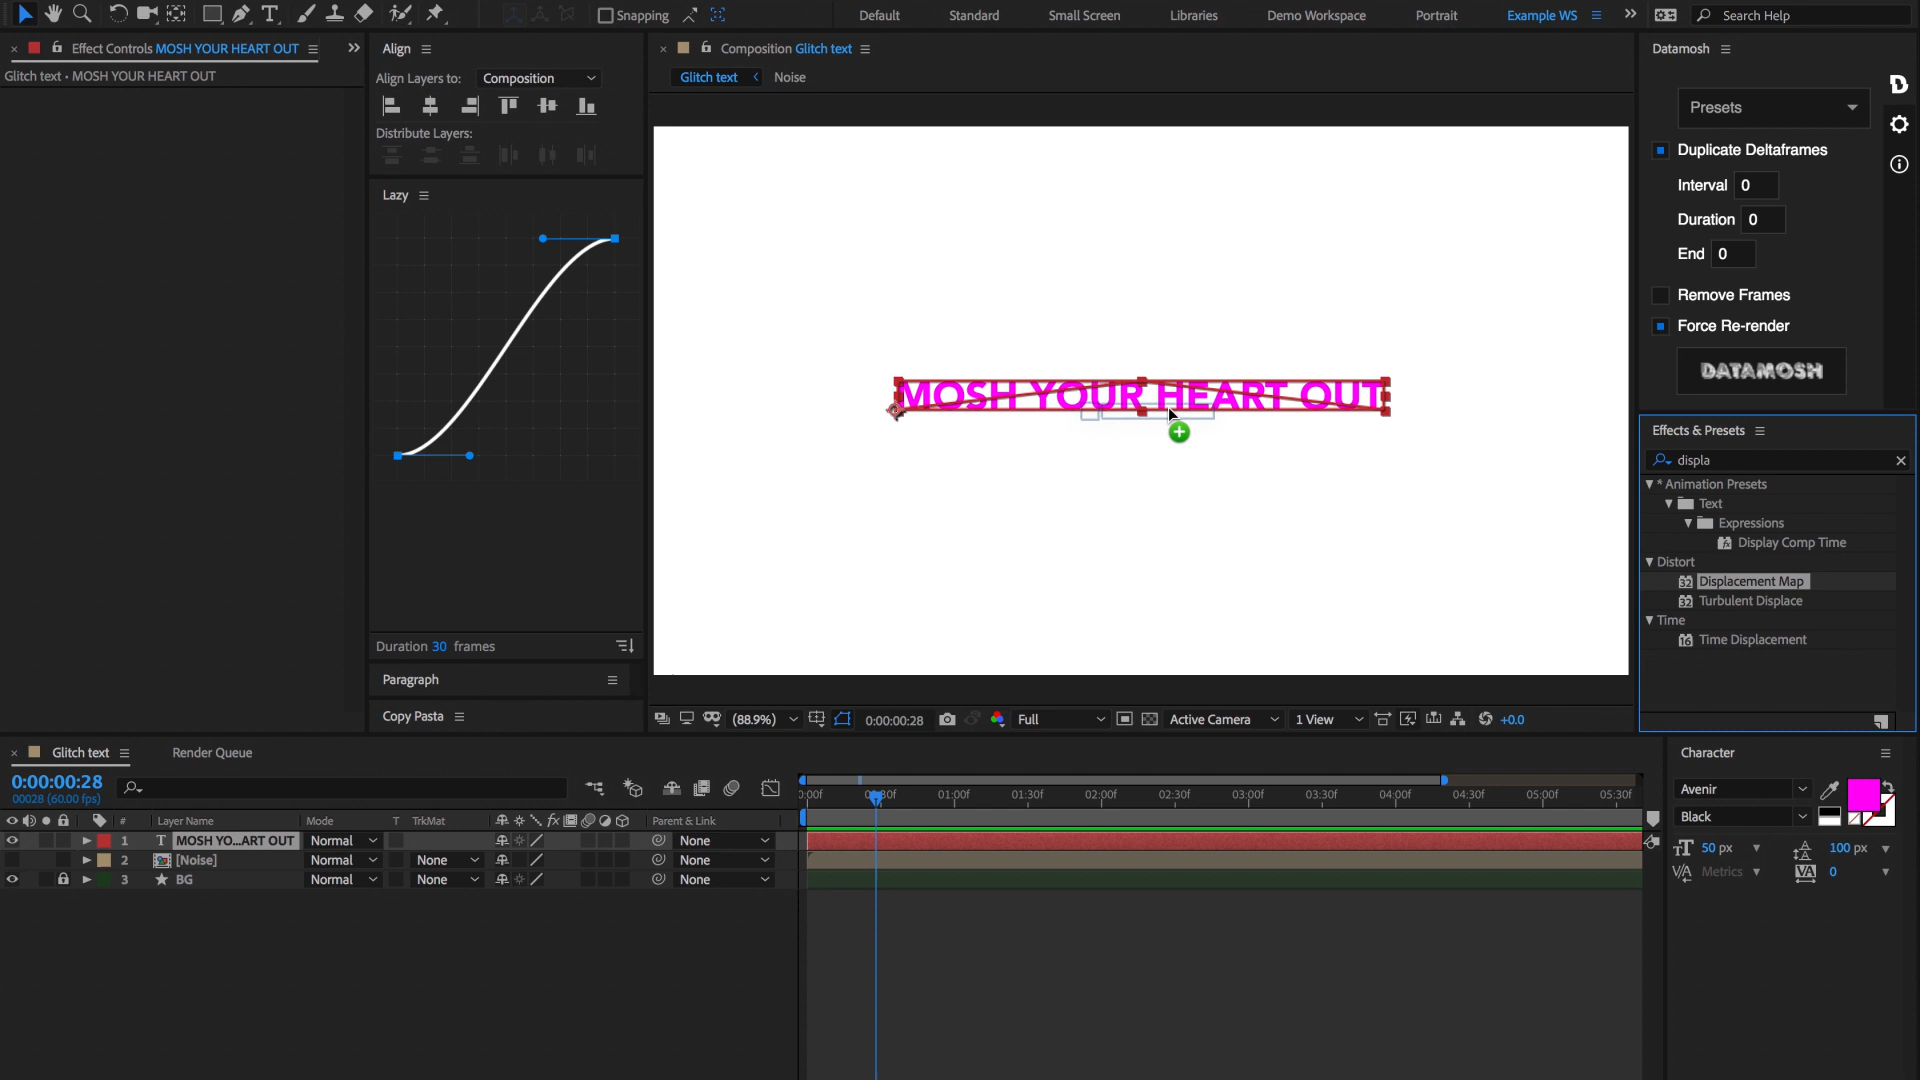 Snapping
Default
Standard
Small Screen
Libraries
Demo Workspace
Portrait
Example WS
Search Help
Effect Controls MOSH YOUR HEART OUT
Glitch text • MOSH YOUR HEART OUT
Align
Align Layers to:
Composition
Distribute Layers:
Lazy
Duration 30 frames
Paragraph
Copy Pasta
Composition Glitch text
Glitch text
Noise
MOSH YOUR HEART OUT
(88.9%)
0:00:00:28
Full
Active Camera
1 View
+0.0
Datamosh
D
Presets
Duplicate Deltaframes
Interval 0
Duration 0
End 0
Remove Frames
Force Re-render
DATAMOSH
Effects & Presets
displa
* Animation Presets
Text
Expressions
Display Comp Time
Distort
32 Displacement Map
32 Turbulent Displace
Time
16 Time Displacement
Glitch text
Render Queue
0:00:00:28
00028 (60.00 fps)
# Layer Name Mode T TrkMat Parent & Link
1 T MOSH YO...ART OUT Normal None
2 [Noise] Normal None None
3 BG Normal None None
0:00f 00:30f 01:00f 01:30f 02:00f 02:30f 03:00f 03:30f 04:00f 04:30f 05:00f 05:30f
Character
Avenir
Black
50 px
100 px
Metrics
0